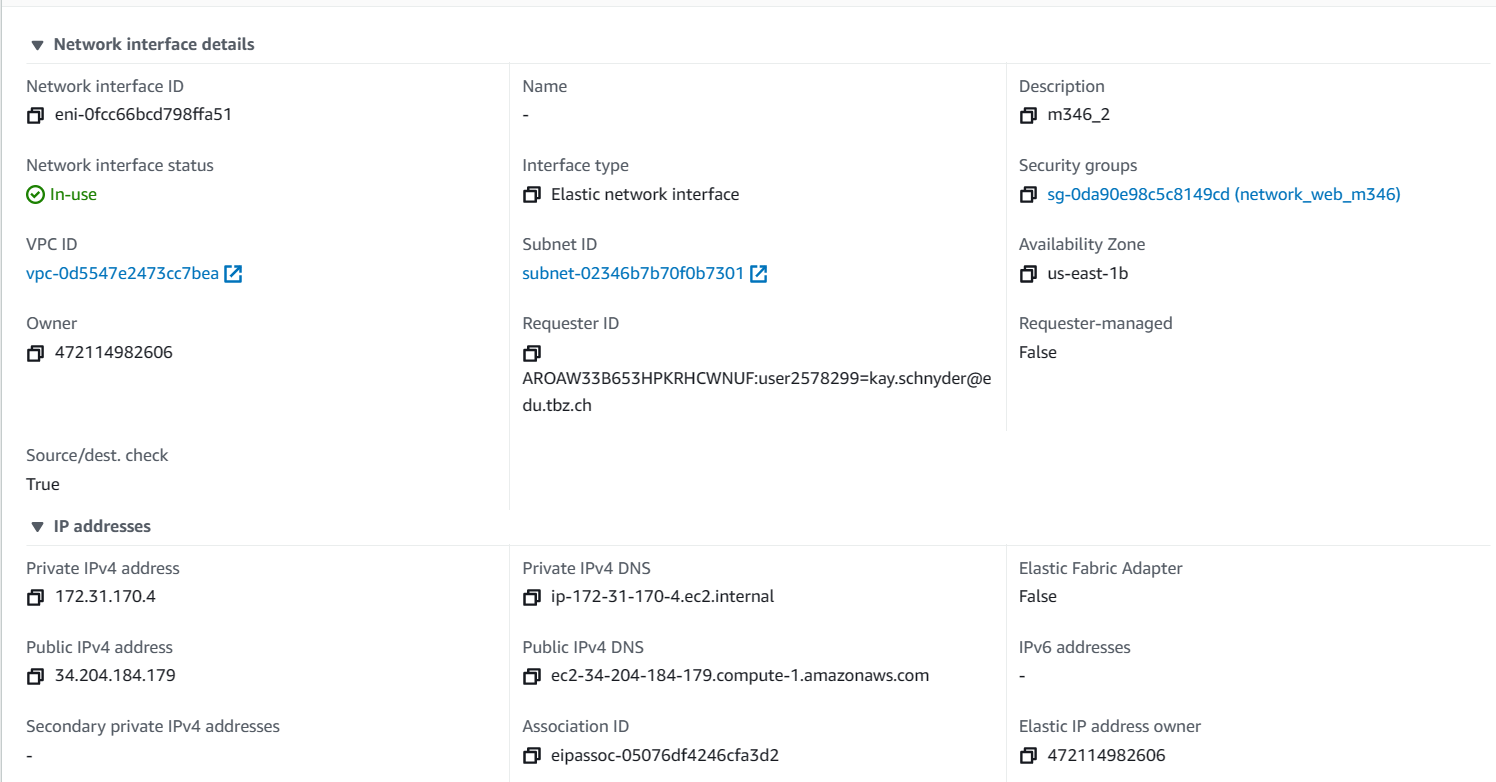 Network interface details
Network interface ID
eni-0fcc66bcd798ffa51
Name
-
Description
m346_2
Network interface status
In-use
Interface type
Elastic network interface
Security groups
sg-0da90e98c5c8149cd (network_web_m346)
VPC ID
vpc-0d5547e2473cc7bea
Subnet ID
subnet-02346b7b70f0b7301
Availability Zone
us-east-1b
Owner
472114982606
Requester ID
AROAW33B653HPKRHCWNUF:user2578299=kay.schnyder@e
du.tbz.ch
Requester-managed
False
Source/dest. check
True
IP addresses
Private IPv4 address
172.31.170.4
Private IPv4 DNS
ip-172-31-170-4.ec2.internal
Elastic Fabric Adapter
False
Public IPv4 address
34.204.184.179
Public IPv4 DNS
ec2-34-204-184-179.compute-1.amazonaws.com
IPv6 addresses
-
Secondary private IPv4 addresses
-
Association ID
eipassoc-05076df4246cfa3d2
Elastic IP address owner
472114982606